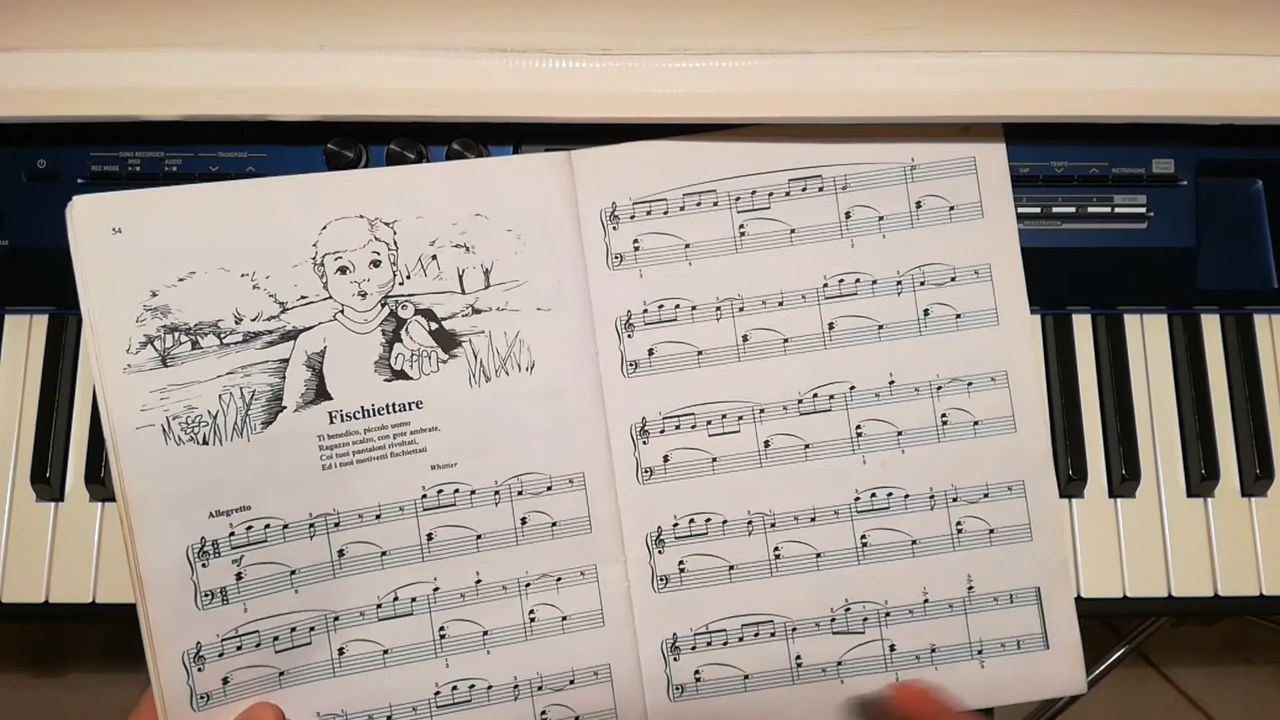 SONG RECORDER
TRANSPOSE
MIDI
AUDIO
REC MODE
TEMPO
METRONOME
REGISTRATION
54
Fischiettare
Ti benedico, piccolo uomo
Ragazzo scalzo, con gote ambrate,
Coi tuoi pantaloni rivoltati,
Ed i tuoi motivetti fischiettati
Whittier
Allegretto
mf